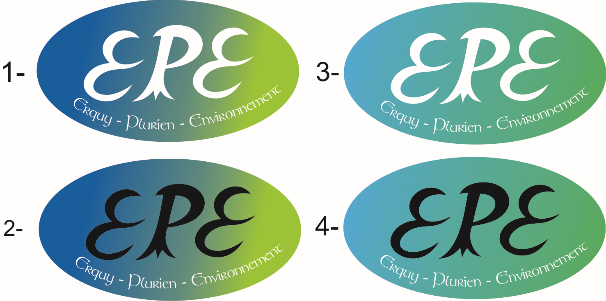 1-
EPE
Erquy - Plurien - Environnement
3-
EPE
Erquy - Plurien - Environnement
2-
EPE
Erquy - Plurien - Environnement
4-
EPE
Erquy - Plurien - Environnement